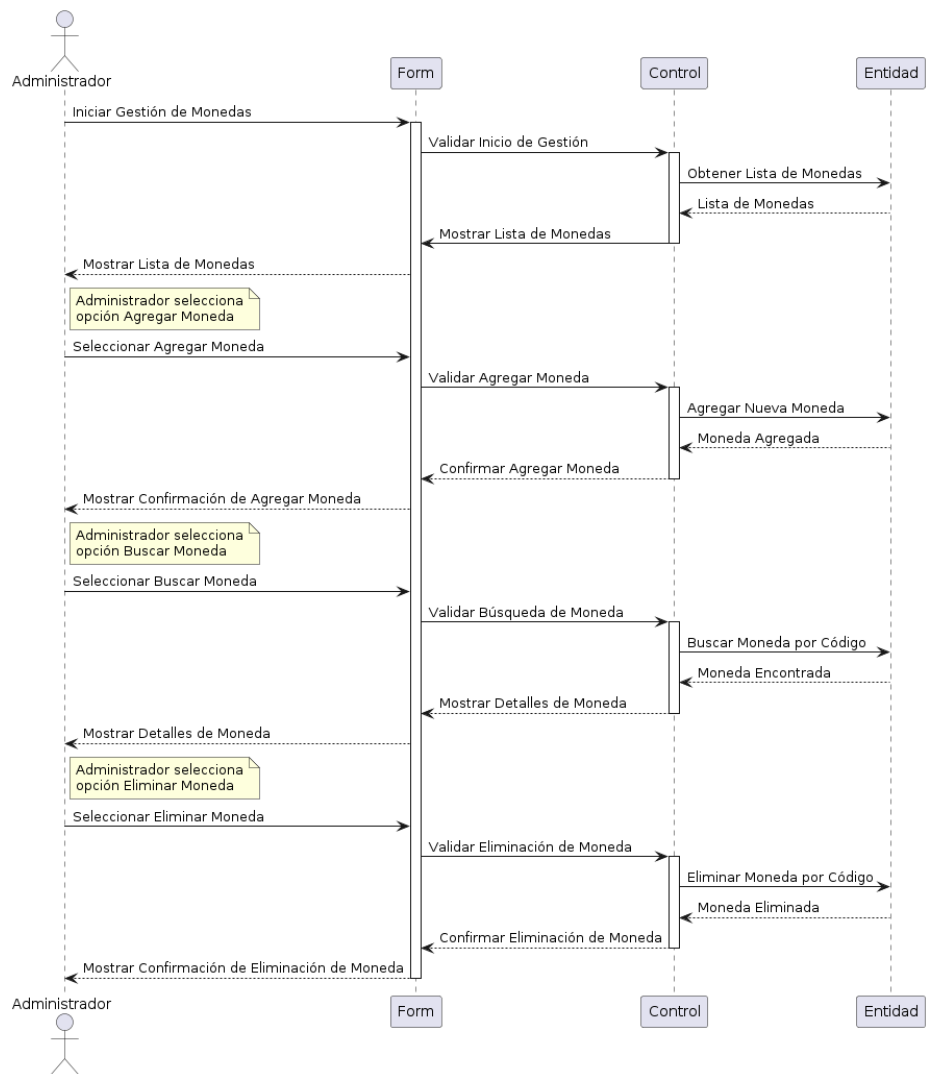 Administrador
Form
Control
Entidad
Iniciar Gestión de Monedas
Validar Inicio de Gestión
Obtener Lista de Monedas
Lista de Monedas
Mostrar Lista de Monedas
Mostrar Lista de Monedas
Administrador selecciona
opción Agregar Moneda
Seleccionar Agregar Moneda
Validar Agregar Moneda
Agregar Nueva Moneda
Moneda Agregada
Confirmar Agregar Moneda
Mostrar Confirmación de Agregar Moneda
Administrador selecciona
opción Buscar Moneda
Seleccionar Buscar Moneda
Validar Búsqueda de Moneda
Buscar Moneda por Código
Moneda Encontrada
Mostrar Detalles de Moneda
Mostrar Detalles de Moneda
Administrador selecciona
opción Eliminar Moneda
Seleccionar Eliminar Moneda
Validar Eliminación de Moneda
Eliminar Moneda por Código
Moneda Eliminada
Confirmar Eliminación de Moneda
Mostrar Confirmación de Eliminación de Moneda
Administrador
Form
Control
Entidad